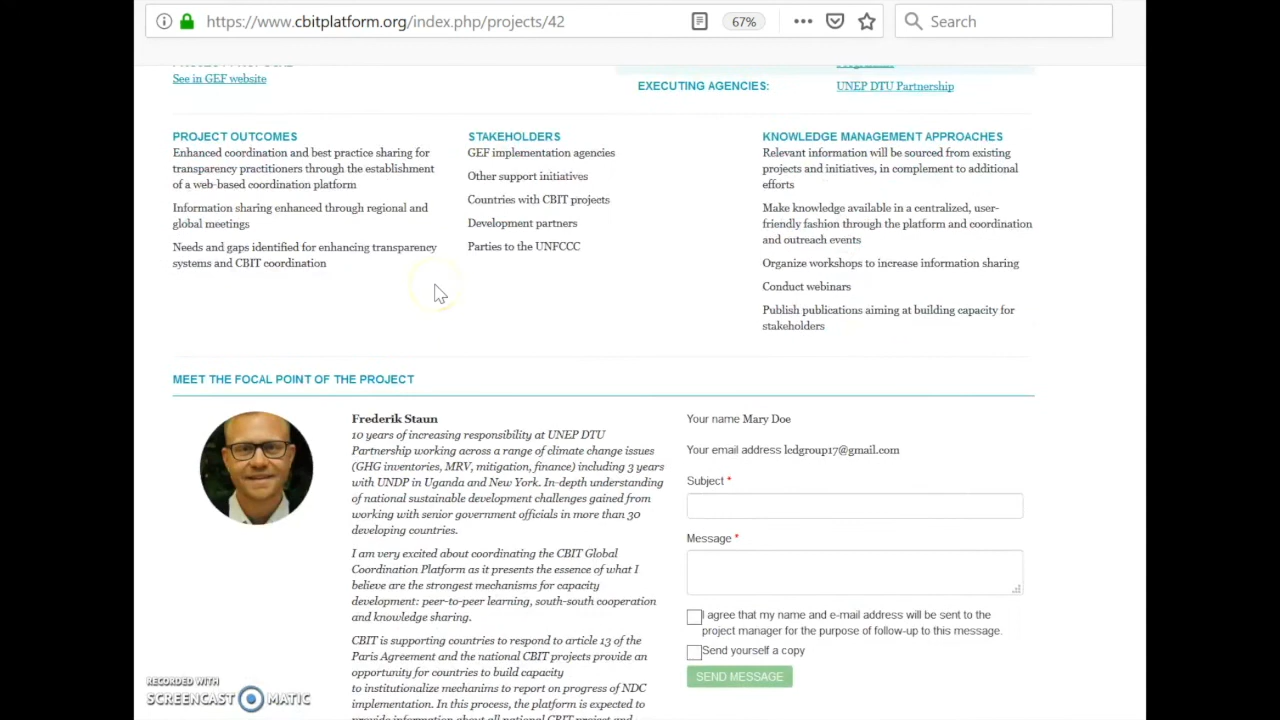 https://www.cbitplatform.org/index.php/projects/42
67%
Search
See in GEF website
EXECUTING AGENCIES:
UNEP DTU Partnership
PROJECT OUTCOMES
Enhanced coordination and best practice sharing for
transparency practitioners through the establishment
of a web-based coordination platform
Information sharing enhanced through regional and
global meetings
Needs and gaps identified for enhancing transparency
systems and CBIT coordination
STAKEHOLDERS
GEF implementation agencies
Other support initiatives
Countries with CBIT projects
Development partners
Parties to the UNFCCC
KNOWLEDGE MANAGEMENT APPROACHES
Relevant information will be sourced from existing
projects and initiatives, in complement to additional
efforts
Make knowledge available in a centralized, user-
friendly fashion through the platform and coordination
and outreach events
Organize workshops to increase information sharing
Conduct webinars
Publish publications aiming at building capacity for
stakeholders
MEET THE FOCAL POINT OF THE PROJECT
Frederik Staun
10 years of increasing responsibility at UNEP DTU
Partnership working across a range of climate change issues
(GHG inventories, MRV, mitigation, finance) including 3 years
with UNDP in Uganda and New York. In-depth understanding
of national sustainable development challenges gained from
working with senior government officials in more than 30
developing countries.
I am very excited about coordinating the CBIT Global
Coordination Platform as it presents the essence of what I
believe are the strongest mechanisms for capacity
development: peer-to-peer learning, south-south cooperation
and knowledge sharing.
CBIT is supporting countries to respond to article 13 of the
Paris Agreement and the national CBIT projects provide an
opportunity for countries to build capacity
to institutionalize mechanims to report on progress of NDC
implementation. In this process, the platform is expected to
provide information about all national CBIT project and
Your name Mary Doe
Your email address lcdgroup17@gmail.com
Subject *
Message *
I agree that my name and e-mail address will be sent to the
project manager for the purpose of follow-up to this message.
Send yourself a copy
SEND MESSAGE
RECORDED WITH
SCREENCAST MATIC